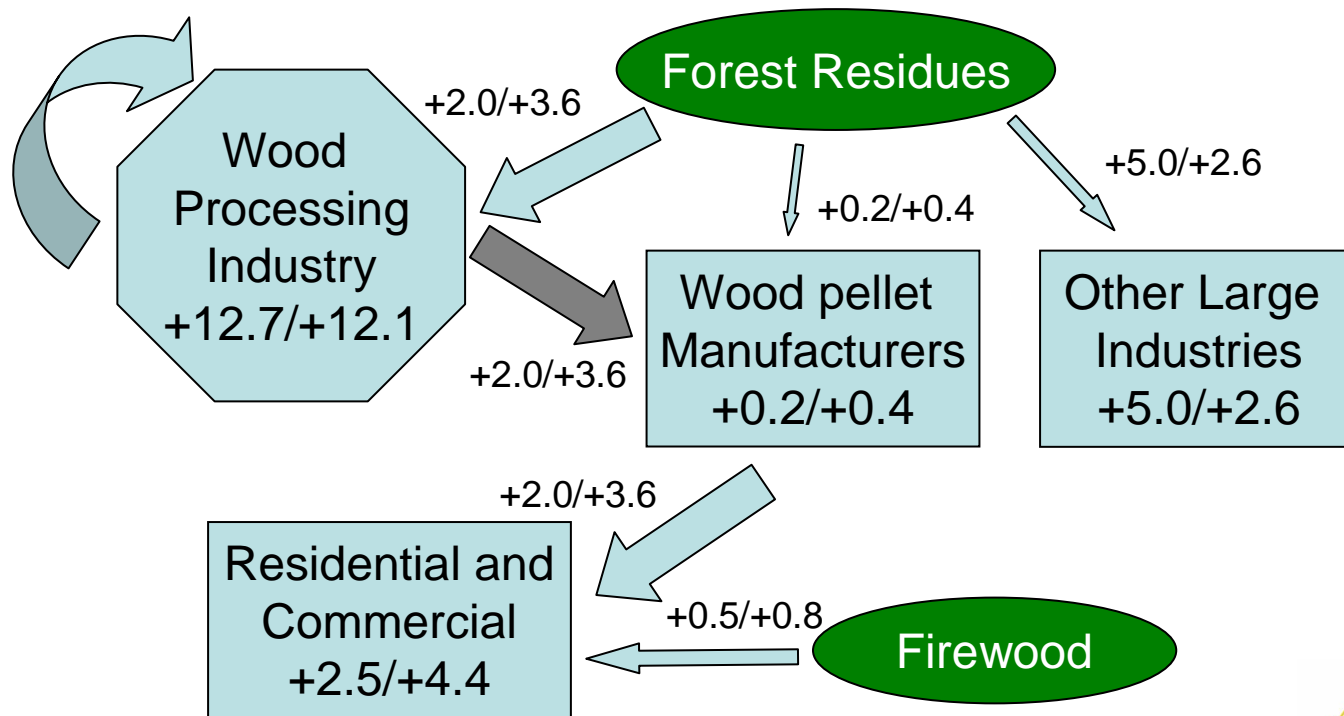 Forest Residues
+2.0/+3.6
Wood
Processing
Industry
+12.7/+12.1
+5.0/+2.6
+0.2/+0.4
Wood pellet
Manufacturers
+0.2/+0.4
Other Large
Industries
+5.0/+2.6
+2.0/+3.6
+2.0/+3.6
Residential and
Commercial
+2.5/+4.4
+0.5/+0.8
Firewood